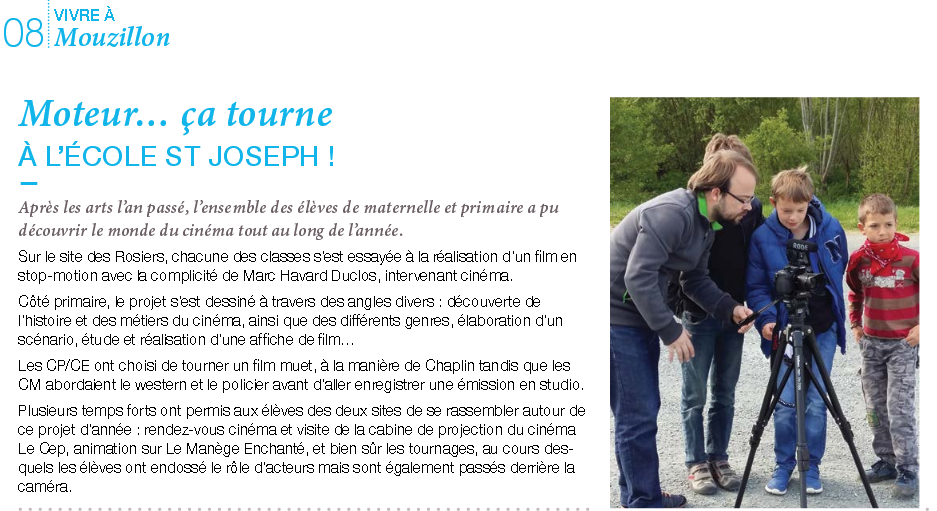 08
VIVRE À
Mouzillon
Moteur... ça tourne
À L'ÉCOLE ST JOSEPH !
Après les arts l'an passé, l'ensemble des élèves de maternelle et primaire a pu
découvrir le monde du cinéma tout au long de l'année.
Sur le site des Rosiers, chacune des classes s'est essayée à la réalisation d'un film en
stop-motion avec la complicité de Marc Havard Duclos, intervenant cinéma.
Côté primaire, le projet s'est dessiné à travers des angles divers : découverte de
l'histoire et des métiers du cinéma, ainsi que des différents genres, élaboration d'un
scénario, étude et réalisation d'une affiche de film...
Les CP/CE ont choisi de tourner un film muet, à la manière de Chaplin tandis que les
CM abordaient le western et le policier avant d'aller enregistrer une émission en studio.
Plusieurs temps forts ont permis aux élèves des deux sites de se rassembler autour de
ce projet d'année : rendez-vous cinéma et visite de la cabine de projection du cinéma
Le Cep, animation sur Le Manège Enchanté, et bien sûr les tournages, au cours des-
quels les élèves ont endossé le rôle d'acteurs mais sont également passés derrière la
caméra.
RODE